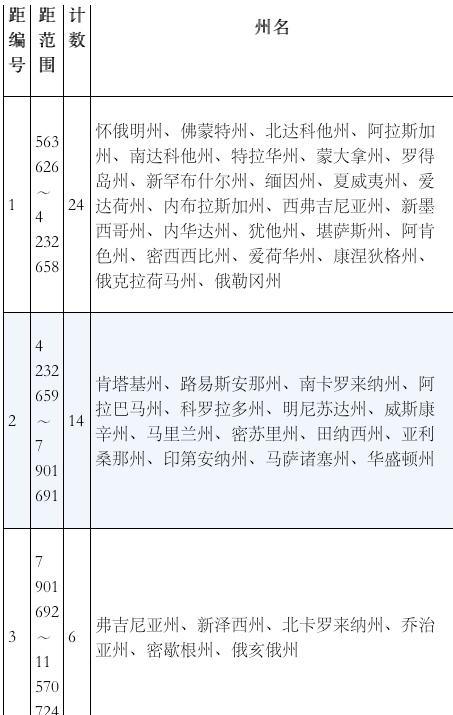 距编号
距范围
计数
州名
1
563
626
～
4
232
658
24
怀俄明州、佛蒙特州、北达科他州、阿拉斯加
州、南达科他州、特拉华州、蒙大拿州、罗得
岛州、新罕布什尔州、缅因州、夏威夷州、爱
达荷州、内布拉斯加州、西弗吉尼亚州、新墨
西哥州、内华达州、犹他州、堪萨斯州、阿肯
色州、密西西比州、爱荷华州、康涅狄格州、
俄克拉荷马州、俄勒冈州
2
4
232
659
～
7
901
691
14
肯塔基州、路易斯安那州、南卡罗来纳州、阿
拉巴马州、科罗拉多州、明尼苏达州、威斯康
辛州、马里兰州、密苏里州、田纳西州、亚利
桑那州、印第安纳州、马萨诸塞州、华盛顿州
3
7
901
692
～
11
570
724
6
弗吉尼亚州、新泽西州、北卡罗来纳州、乔治
亚州、密歇根州、俄亥俄州